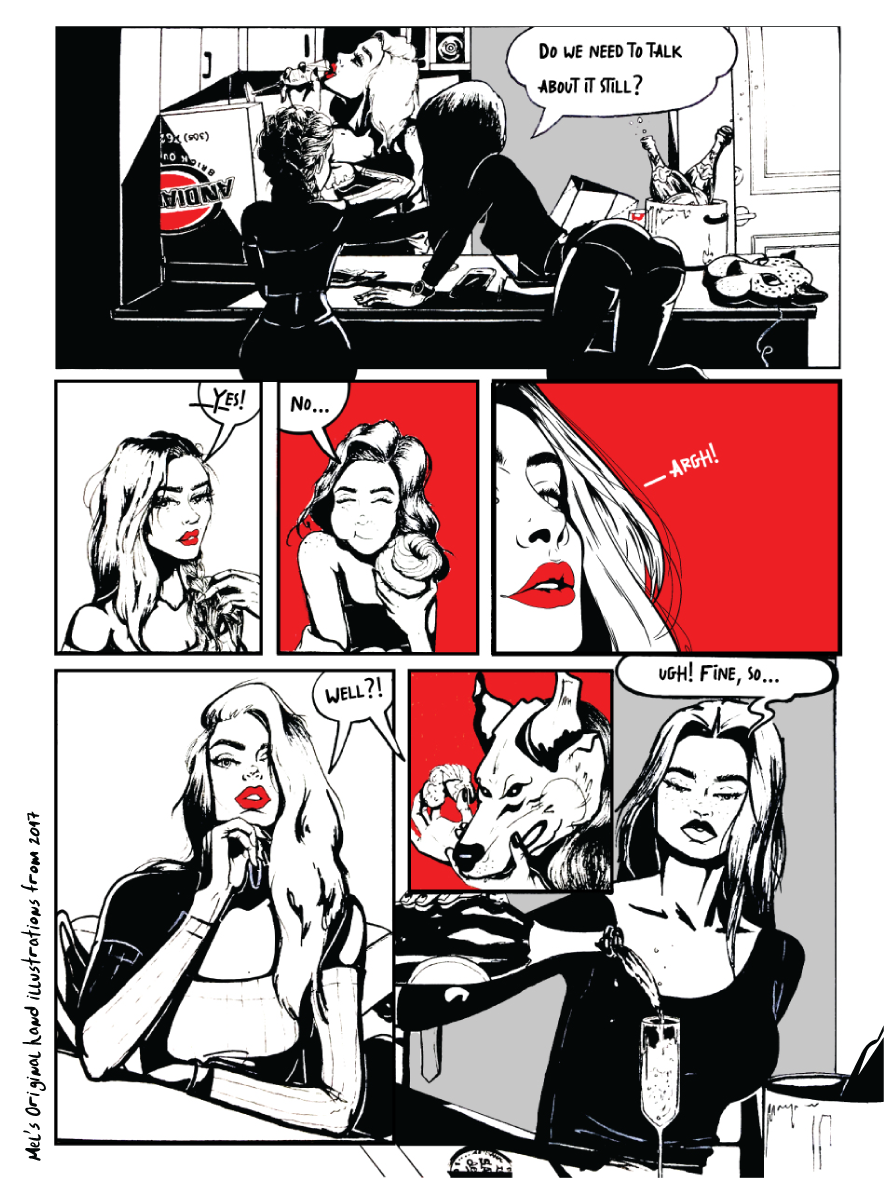 DO WE NEED TO TALK
ABOUT IT STILL?
ANDIA
YES!
NO...
ARGH!
WELL?!
UGH! FINE, SO...
Mel's Original hand illustrations from 2017